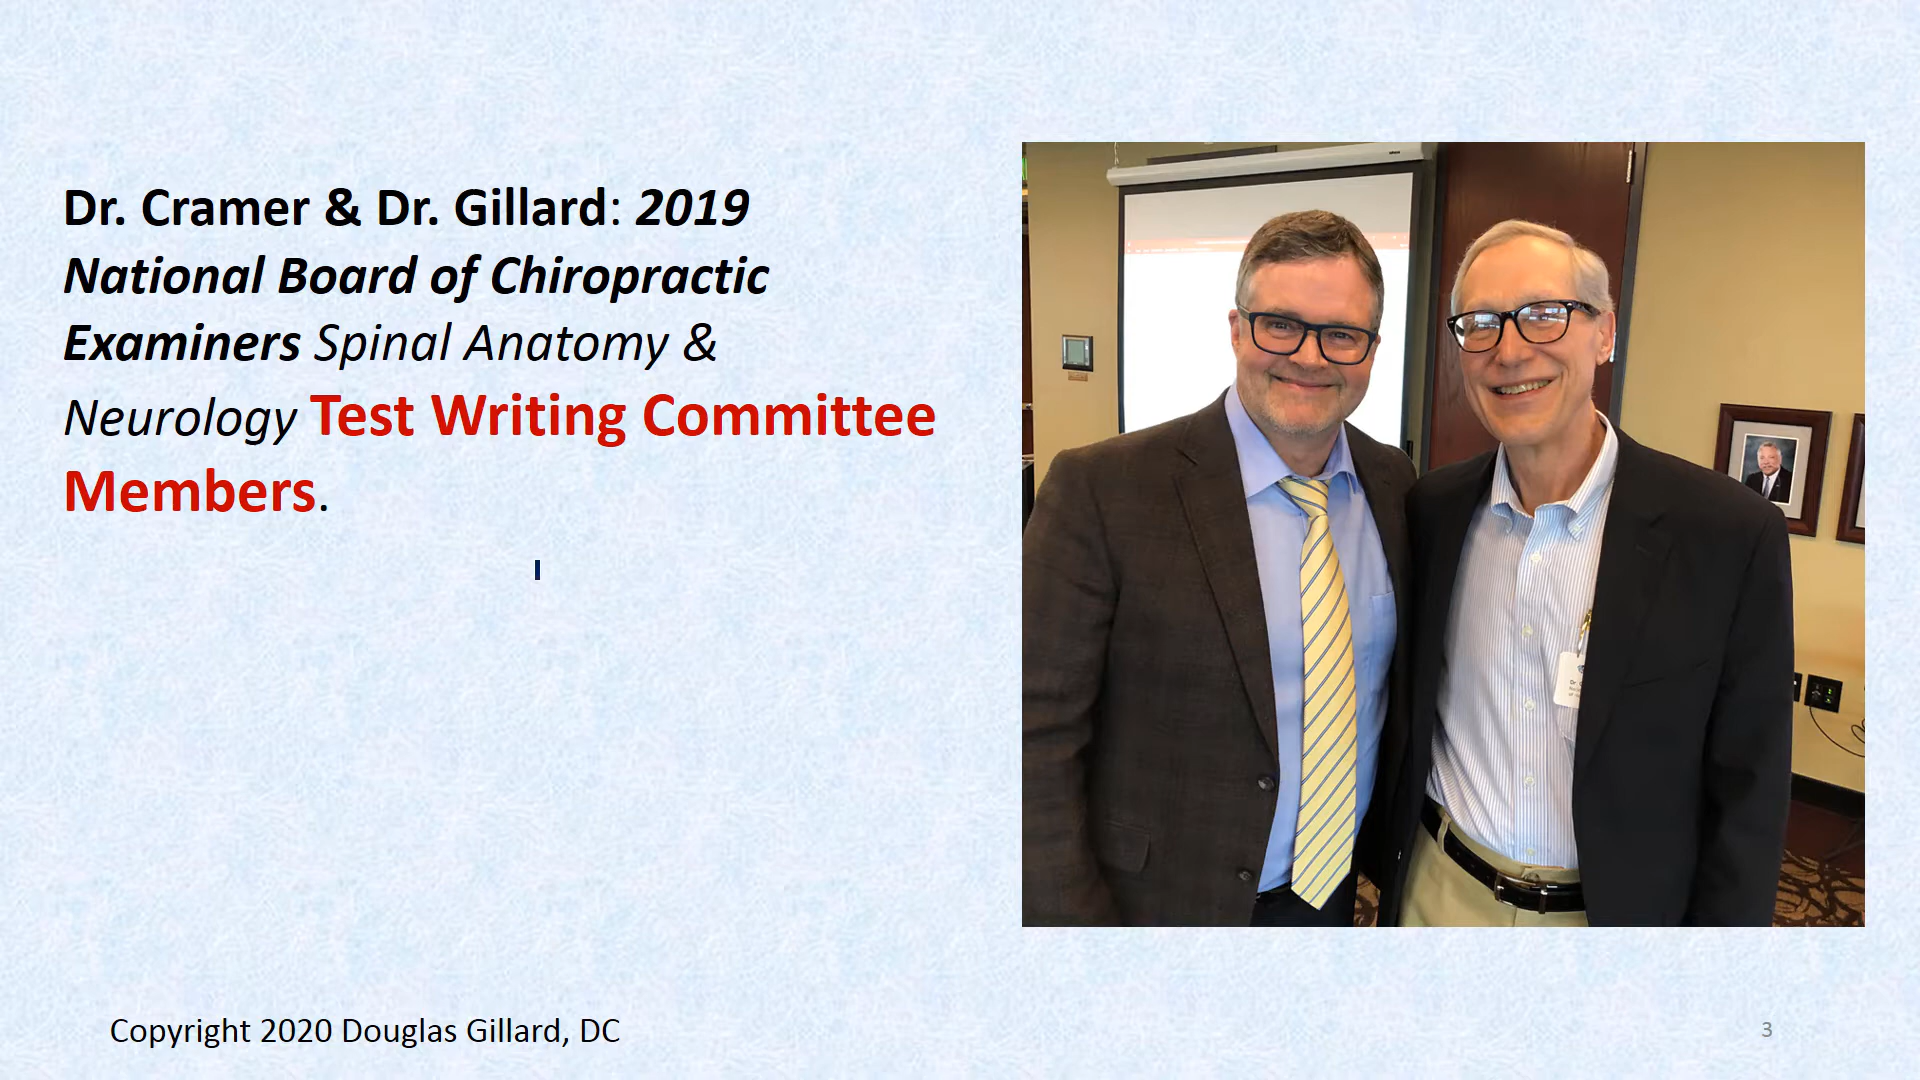 Dr. Cramer & Dr. Gillard: 2019
National Board of Chiropractic
Examiners Spinal Anatomy &
Neurology Test Writing Committee
Members.
Copyright 2020 Douglas Gillard, DC
3